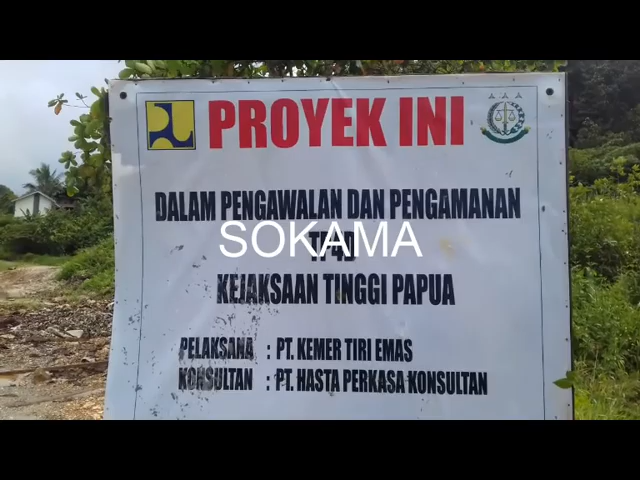 PROYEK INI
DALAM PENGAWALAN DAN PENGAMANAN
SOKAMA
TP4D
KEJAKSAAN TINGGI PAPUA
PELAKSANA : PT. KEMER TIRI EMAS
KONSULTAN : PT. HASTA PERKASA KONSULTAN